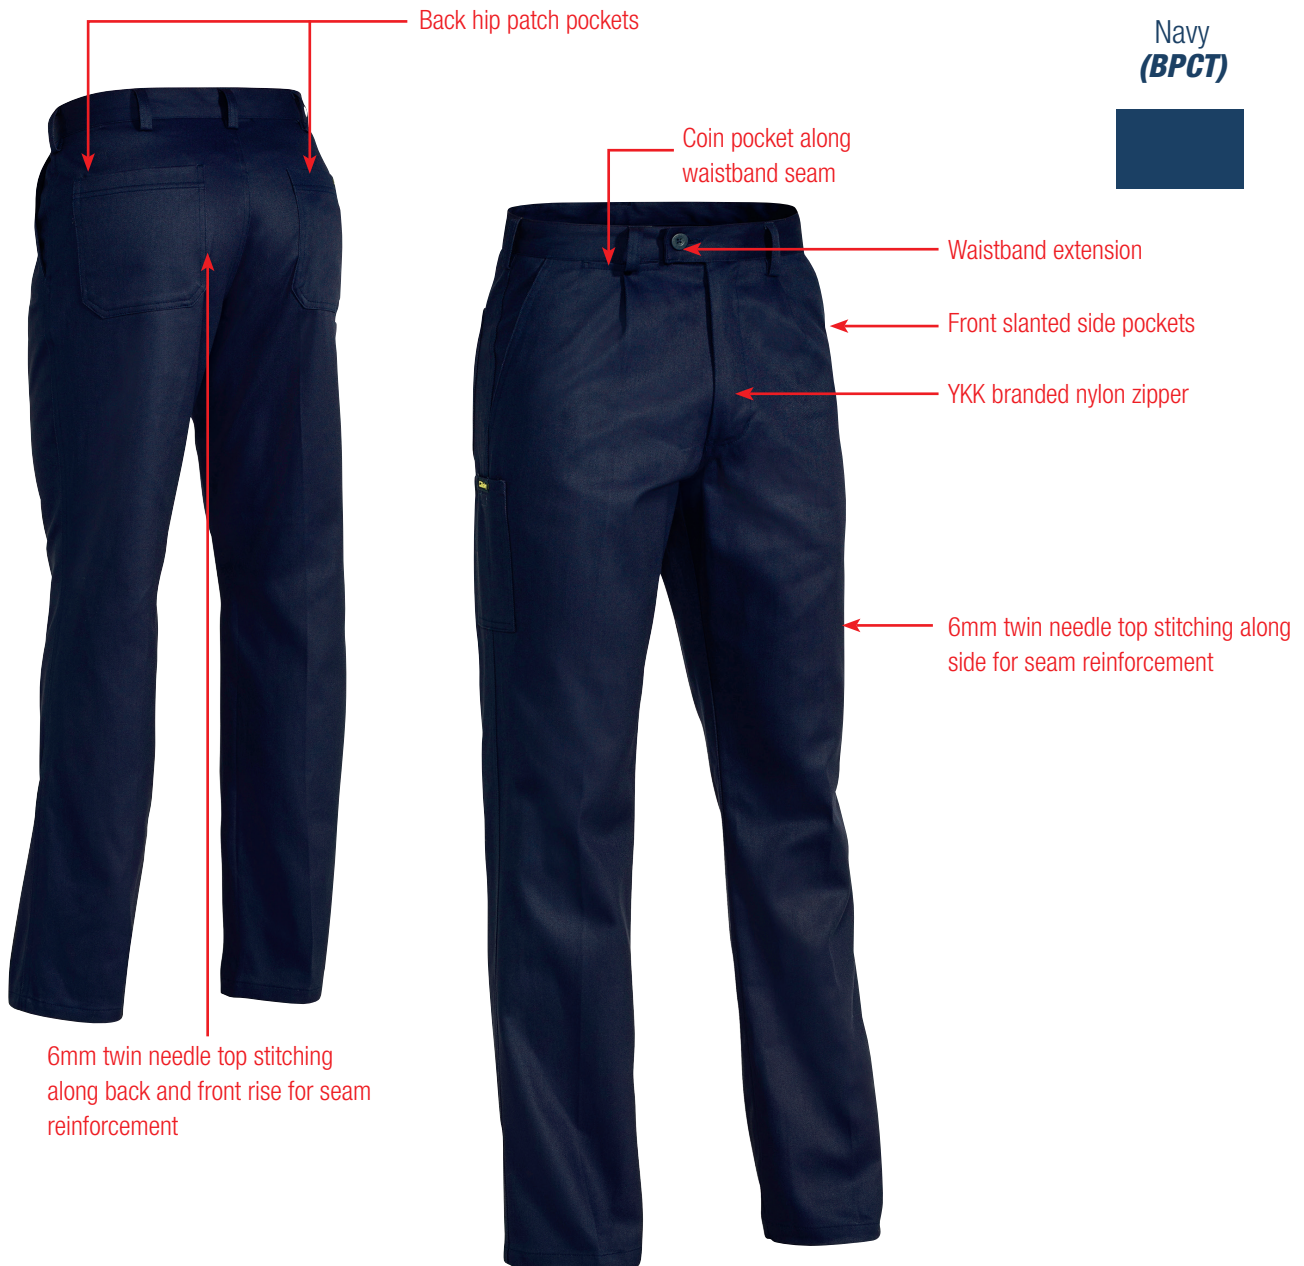 Back hip patch pockets
Navy
(BPCT)
Coin pocket along
waistband seam
Waistband extension
Front slanted side pockets
YKK branded nylon zipper
6mm twin needle top stitching along
side for seam reinforcement
6mm twin needle top stitching
along back and front rise for seam
reinforcement